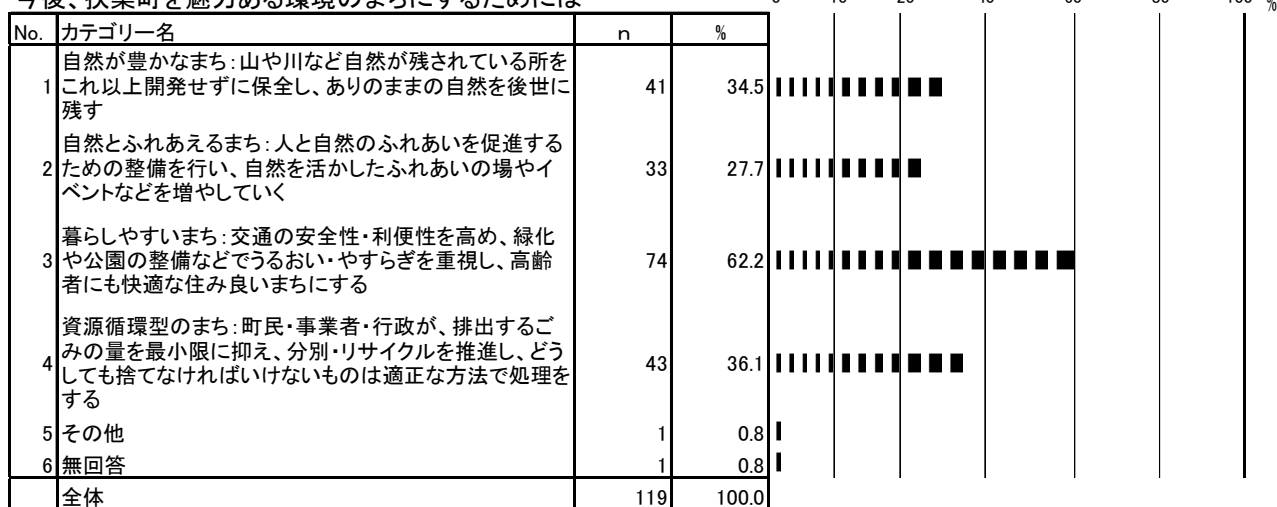 今後、扶桑町を魅力ある環境のまちにするためには
0 10 20 40 60 80 100 %
No. カテゴリー名 n %
自然が豊かなまち：山や川など自然が残されている所を
1 これ以上開発せずに保全し、ありのままの自然を後世に 41 34.5
残す
自然とふれあえるまち：人と自然のふれあいを促進する
2 ための整備を行い、自然を活かしたふれあいの場やイ 33 27.7
ベントなどを増やしていく
暮らしやすいまち：交通の安全性・利便性を高め、緑化
3 や公園の整備などでうるおい・やすらぎを重視し、高齢 74 62.2
者にも快適な住み良いまちにする
資源循環型のまち：町民・事業者・行政が、排出するご
みの量を最小限に抑え、分別・リサイクルを推進し、どう
4 しても捨てなければいけないものは適正な方法で処理を 43 36.1
する
5 その他 1 0.8
6 無回答 1 0.8
全体 119 100.0